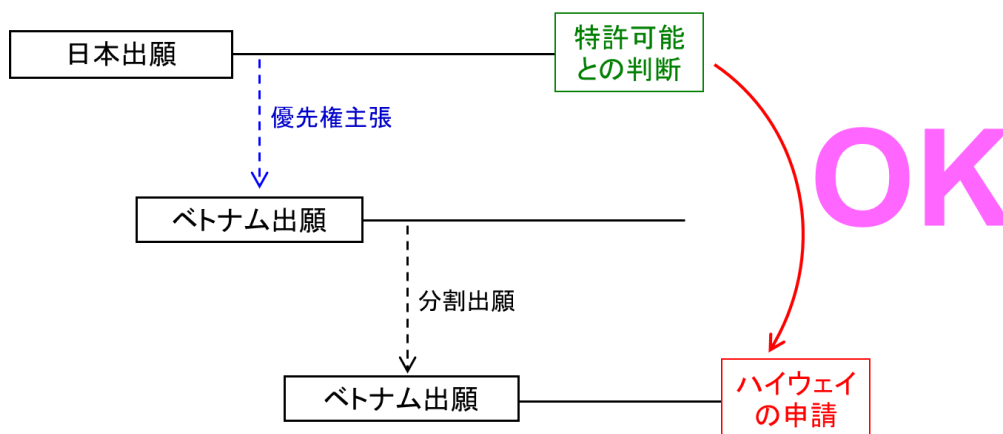 日本出願
特許可能
との判断
優先権主張
OK
ベトナム出願
分割出願
ベトナム出願
ハイウェイ
の申請